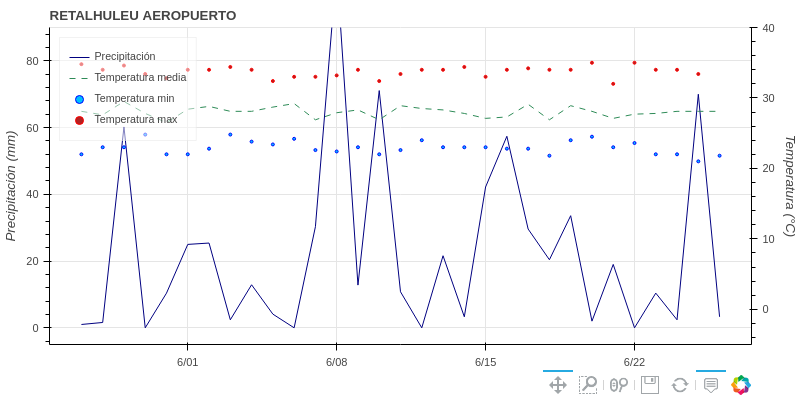 RETALHULEU AEROPUERTO
Precipitación
Temperatura media
Temperatura min
Temperatura max
Precipitación (mm)
80
60
40
20
0
Temperatura (°C)
40
30
20
10
0
6/01
6/08
6/15
6/22